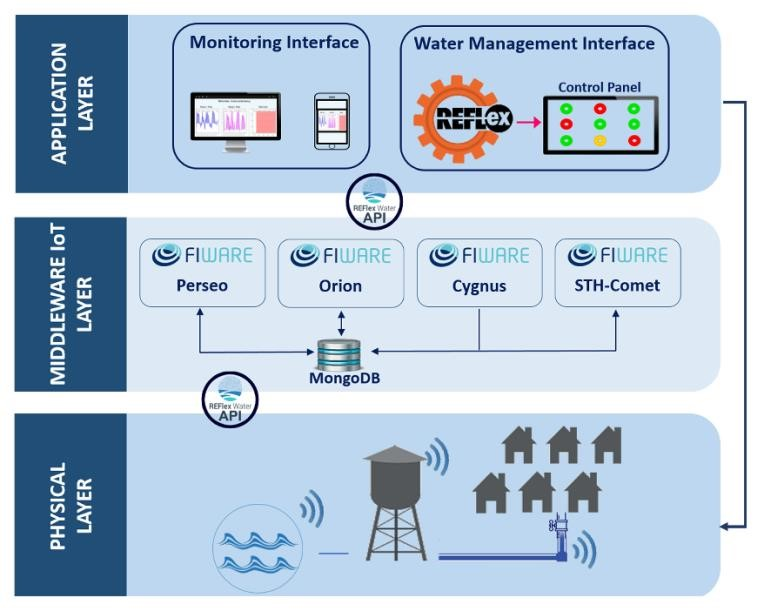 APPLICATION
LAYER
Monitoring Interface
Water Management Interface
REFLex
Control Panel
REFlex Water
API
MIDDLEWARE IoT
LAYER
FIWARE
Perseo
FIWARE
Orion
FIWARE
Cygnus
FIWARE
STH-Comet
MongoDB
REFlex Water
API
PHYSICAL
LAYER